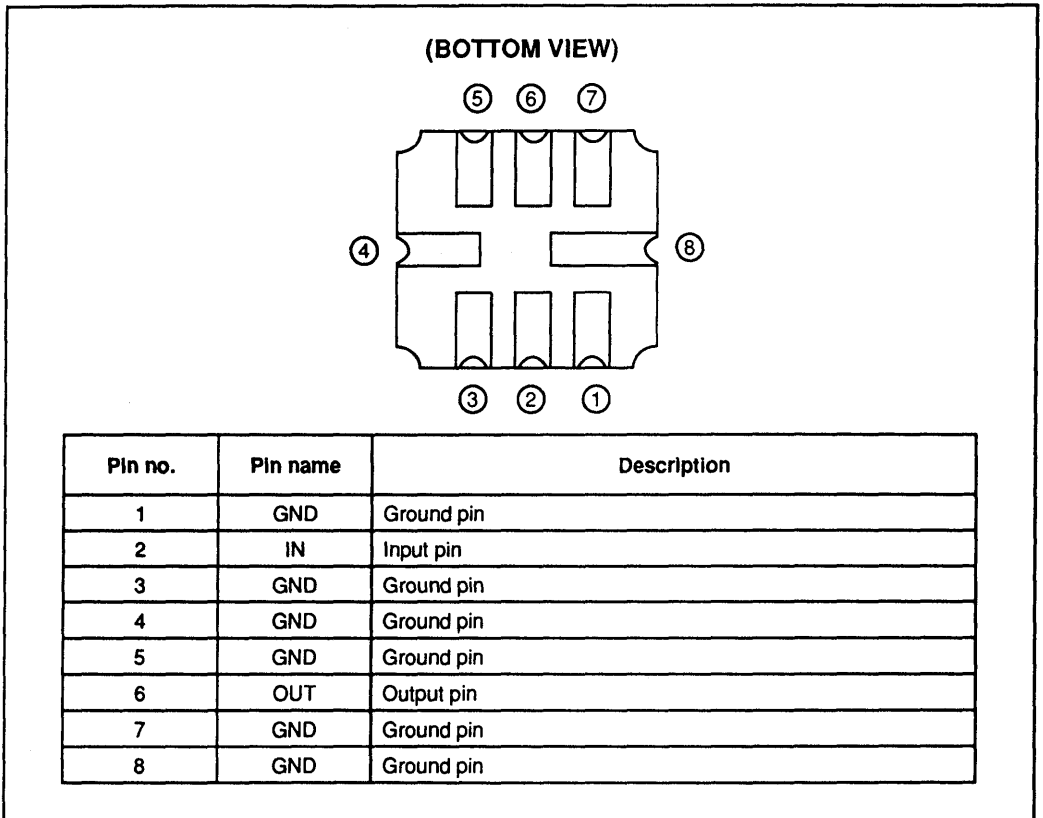 (BOTTOM VIEW)
⑤ ⑥ ⑦
④ ⑧
③ ② ①
Pin no. Pin name Description
1 GND Ground pin
2 IN Input pin
3 GND Ground pin
4 GND Ground pin
5 GND Ground pin
6 OUT Output pin
7 GND Ground pin
8 GND Ground pin